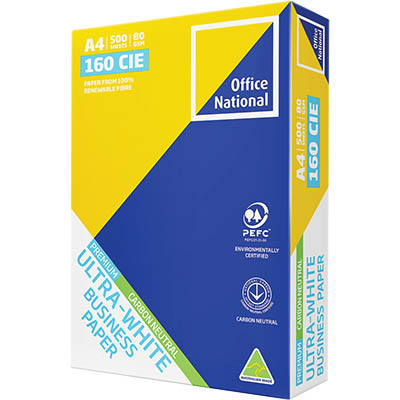 A4 500 SHEETS 80 GSM
160 CIE
PAPER FROM 100%
RENEWABLE FIBRE
Office
National
PEFC
ENVIRONMENTALLY
CERTIFIED
CARBON NEUTRAL
AUSTRALIAN MADE
PREMIUM
CARBON NEUTRAL
ULTRA-WHITE
BUSINESS
PAPER
A4 500 SHEETS 80 GSM
160 CIE
PREMIUM
CARBON NEUTRAL
ULTRA-WHITE
BUSINESS PAPER